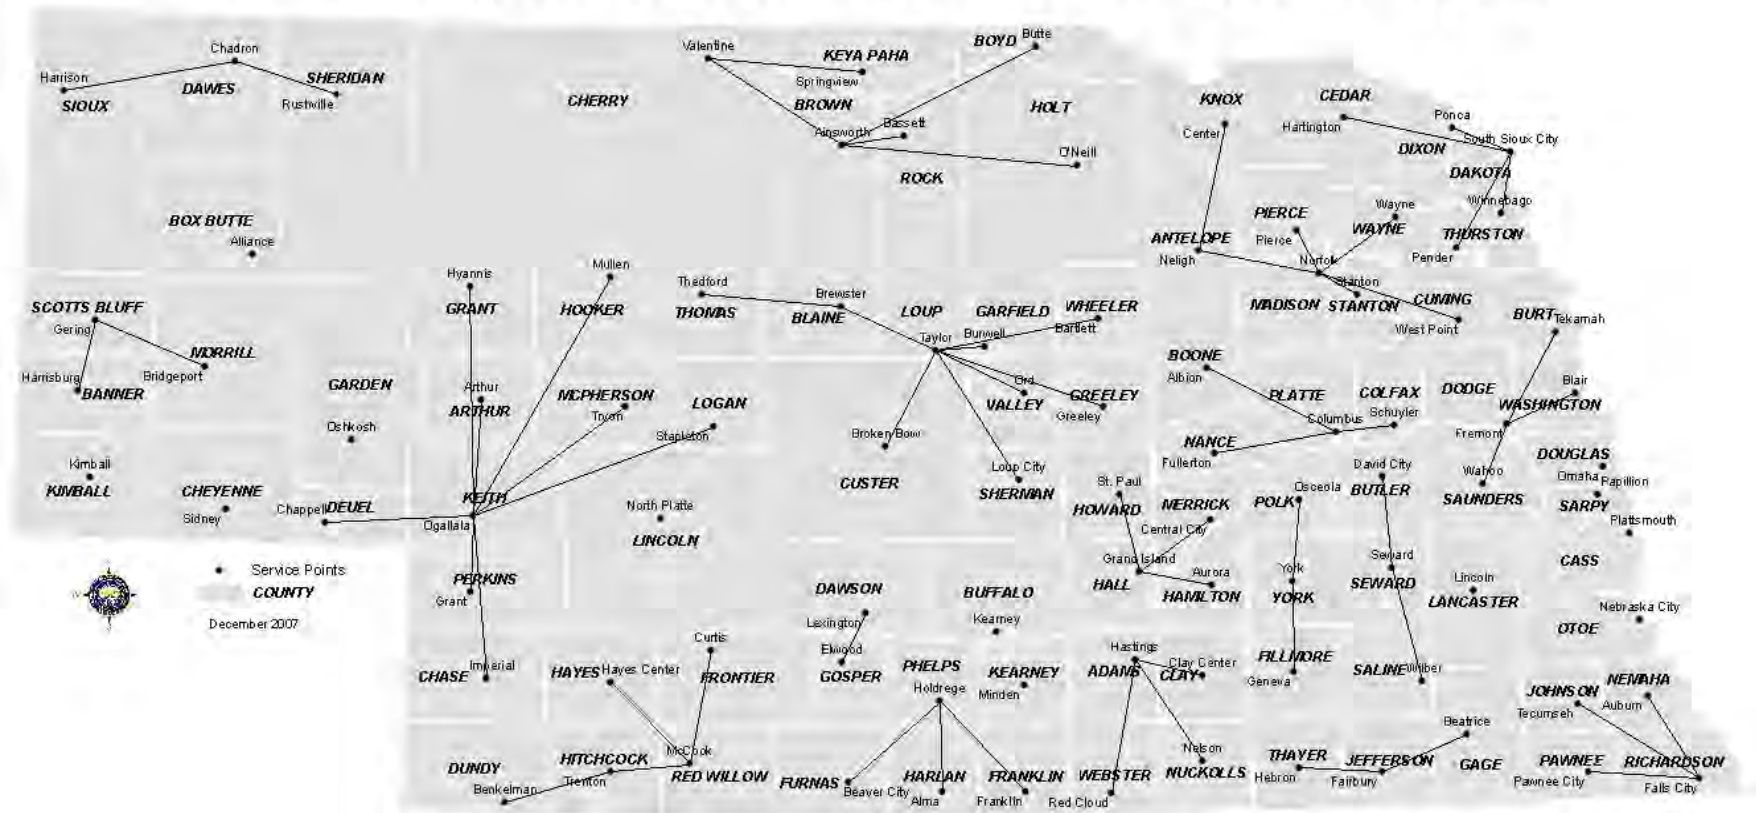 Chadron
Harrison
SIOUX
DAWES
SHERIDAN
Rushville
Valentine
KEYA PAHA
Springview
BOYD
Butte
CHERRY
BROWN
Ainsworth
Bassett
HOLT
O'Neill
ROCK
KNOX
Center
CEDAR
Hartington
Ponca
South Sioux City
DIXON
DAKOTA
Winnebago
THURSTON
Pender
BOX BUTTE
Alliance
PIERCE
Pierce
Wayne
WAYNE
ANTELOPE
Neligh
Norfolk
Stanton
MADISON
STANTON
CUMING
West Point
BURT
Tekamah
SCOTTS BLUFF
Gering
Harrisburg
BANNER
MORRILL
Bridgeport
Hyannis
GRANT
Mullen
HOOKER
Thedford
THOMAS
Brewster
BLAINE
LOUP
Taylor
GARFIELD
Burwell
WHEELER
Bartlett
GARDEN
Oshkosh
Arthur
ARTHUR
MCPHERSON
Tryon
LOGAN
Stapleton
Ord
VALLEY
GREELEY
Greeley
BOONE
Albion
PLATTE
Columbus
COLFAX
Schuyler
DODGE
Fremont
Blair
WASHINGTON
NANCE
Fullerton
Broken Bow
CUSTER
Loup City
SHERMAN
Kimball
KIMBALL
CHEYENNE
Sidney
Chappell
DEUEL
KEITH
Ogallala
North Platte
LINCOLN
St. Paul
HOWARD
MERRICK
Central City
Osceola
POLK
David City
BUTLER
Wahoo
SAUNDERS
DOUGLAS
Omaha
Papillion
SARPY
Plattsmouth
CASS
Grand Island
HALL
Aurora
HAMILTON
York
YORK
Seward
SEWARD
Lincoln
LANCASTER
Nebraska City
OTOE
Service Points
COUNTY
December 2007
PERKINS
Grant
DAWSON
Lexington
Elwood
GOSPER
BUFFALO
Kearney
CHASE
Imperial
HAYES
Hayes Center
Curtis
FRONTIER
PHELPS
Holdrege
KEARNEY
Minden
Hastings
ADAMS
Clay Center
CLAY
FILLMORE
Geneva
SALINE
Wilber
JOHNSON
Tecumseh
NEMAHA
Auburn
DUNDY
Benkelman
HITCHCOCK
Trenton
McCook
RED WILLOW
FURNAS
Beaver City
HARLAN
Alma
FRANKLIN
Franklin
WEBSTER
Red Cloud
Nelson
NUCKOLLS
THAYER
Hebron
JEFFERSON
Fairbury
Beatrice
GAGE
PAWNEE
Pawnee City
RICHARDSON
Falls City